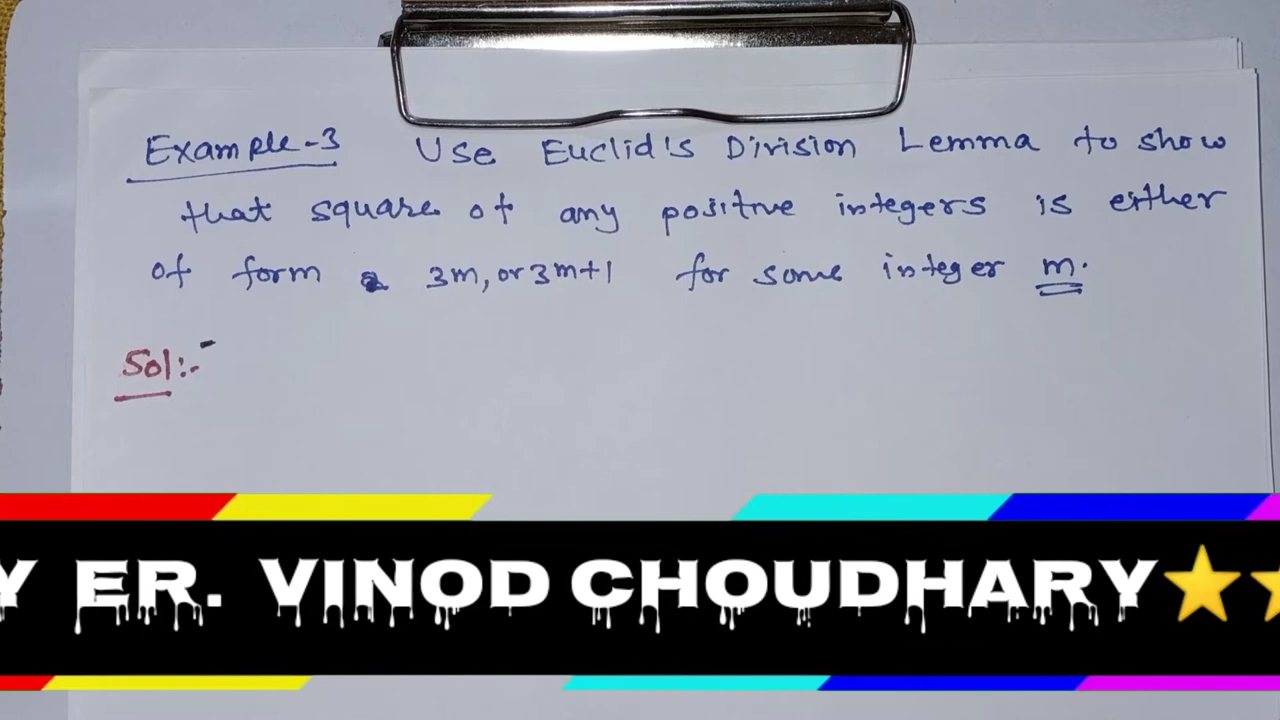 Example-3 Use Euclid's Division Lemma to show
that square of any positive integers is either
of form 3m, or 3m+1 for some integer m.
Sol:-
Y ER. VINOD CHOUDHARY